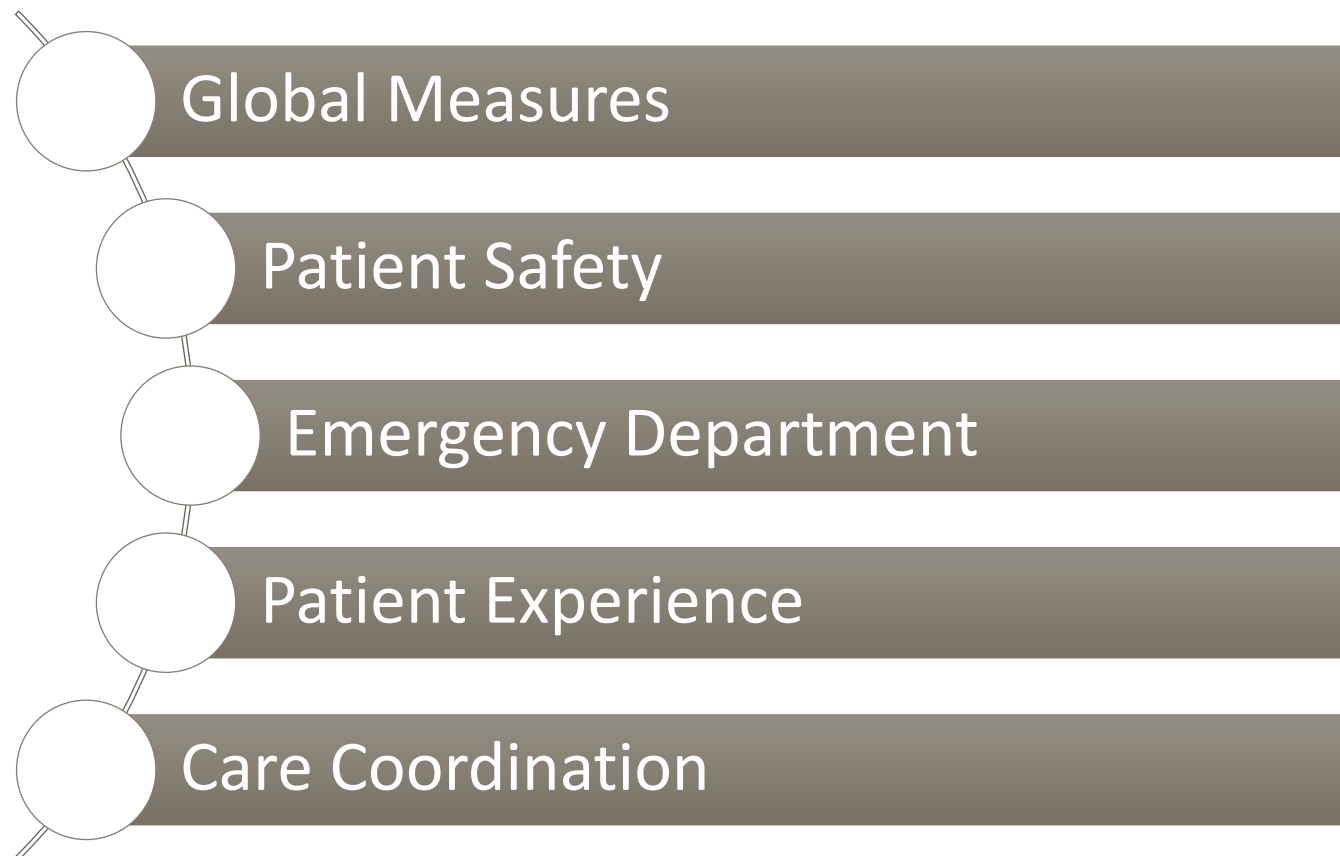 Global Measures
Patient Safety
Emergency Department
Patient Experience
Care Coordination